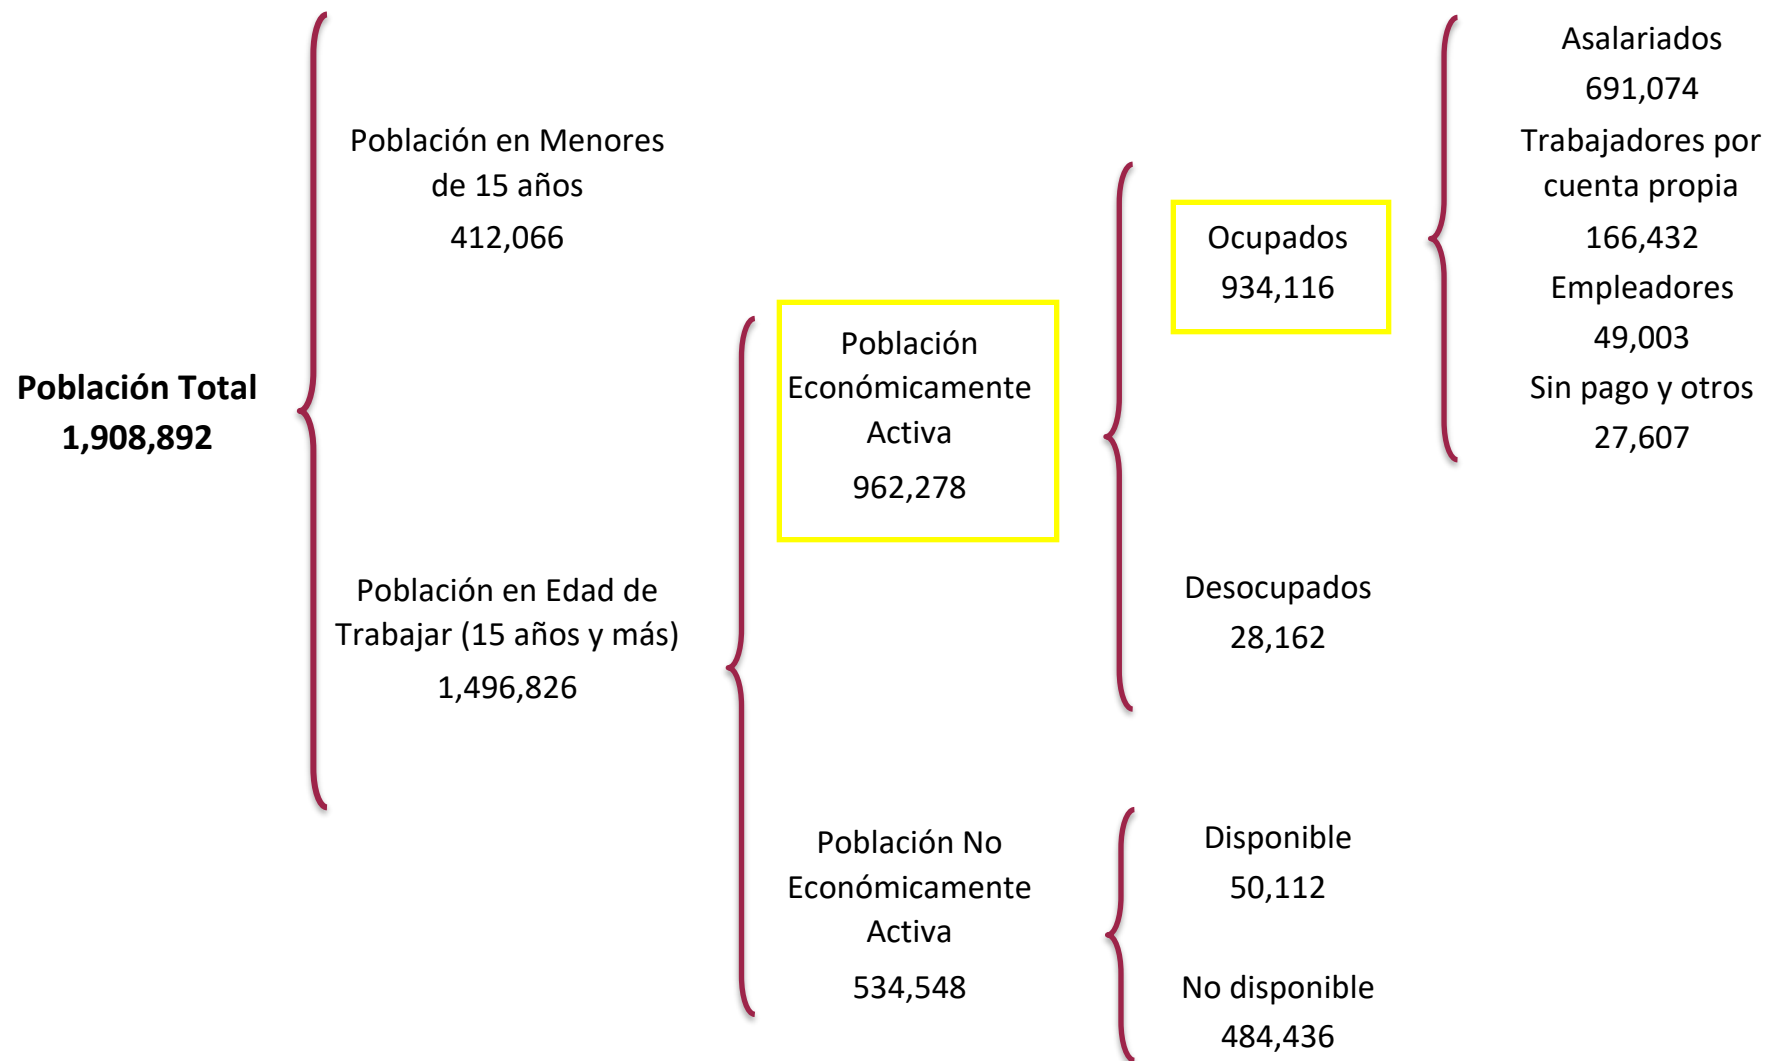 Población Total
1,908,892
Población en Menores
de 15 años
412,066
Población en Edad de
Trabajar (15 años y más)
1,496,826
Población
Económicamente
Activa
962,278
Población No
Económicamente
Activa
534,548
Ocupados
934,116
Desocupados
28,162
Disponible
50,112
No disponible
484,436
Asalariados
691,074
Trabajadores por
cuenta propia
166,432
Empleadores
49,003
Sin pago y otros
27,607